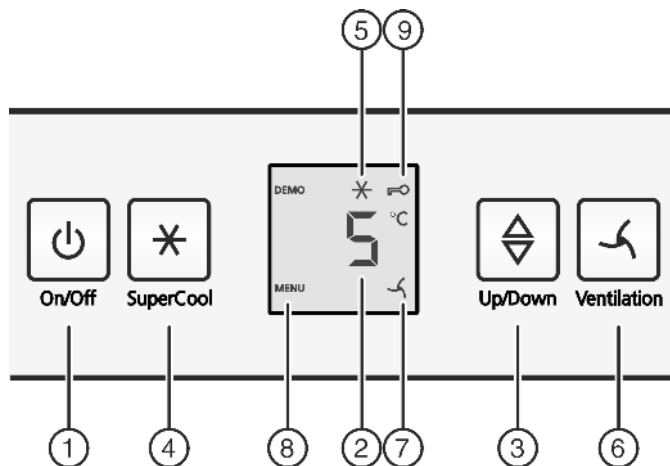 5 9
DEMO
5 °C
MENU
On/Off SuperCool Up/Down Ventilation
1 4 8 2 7 3 6